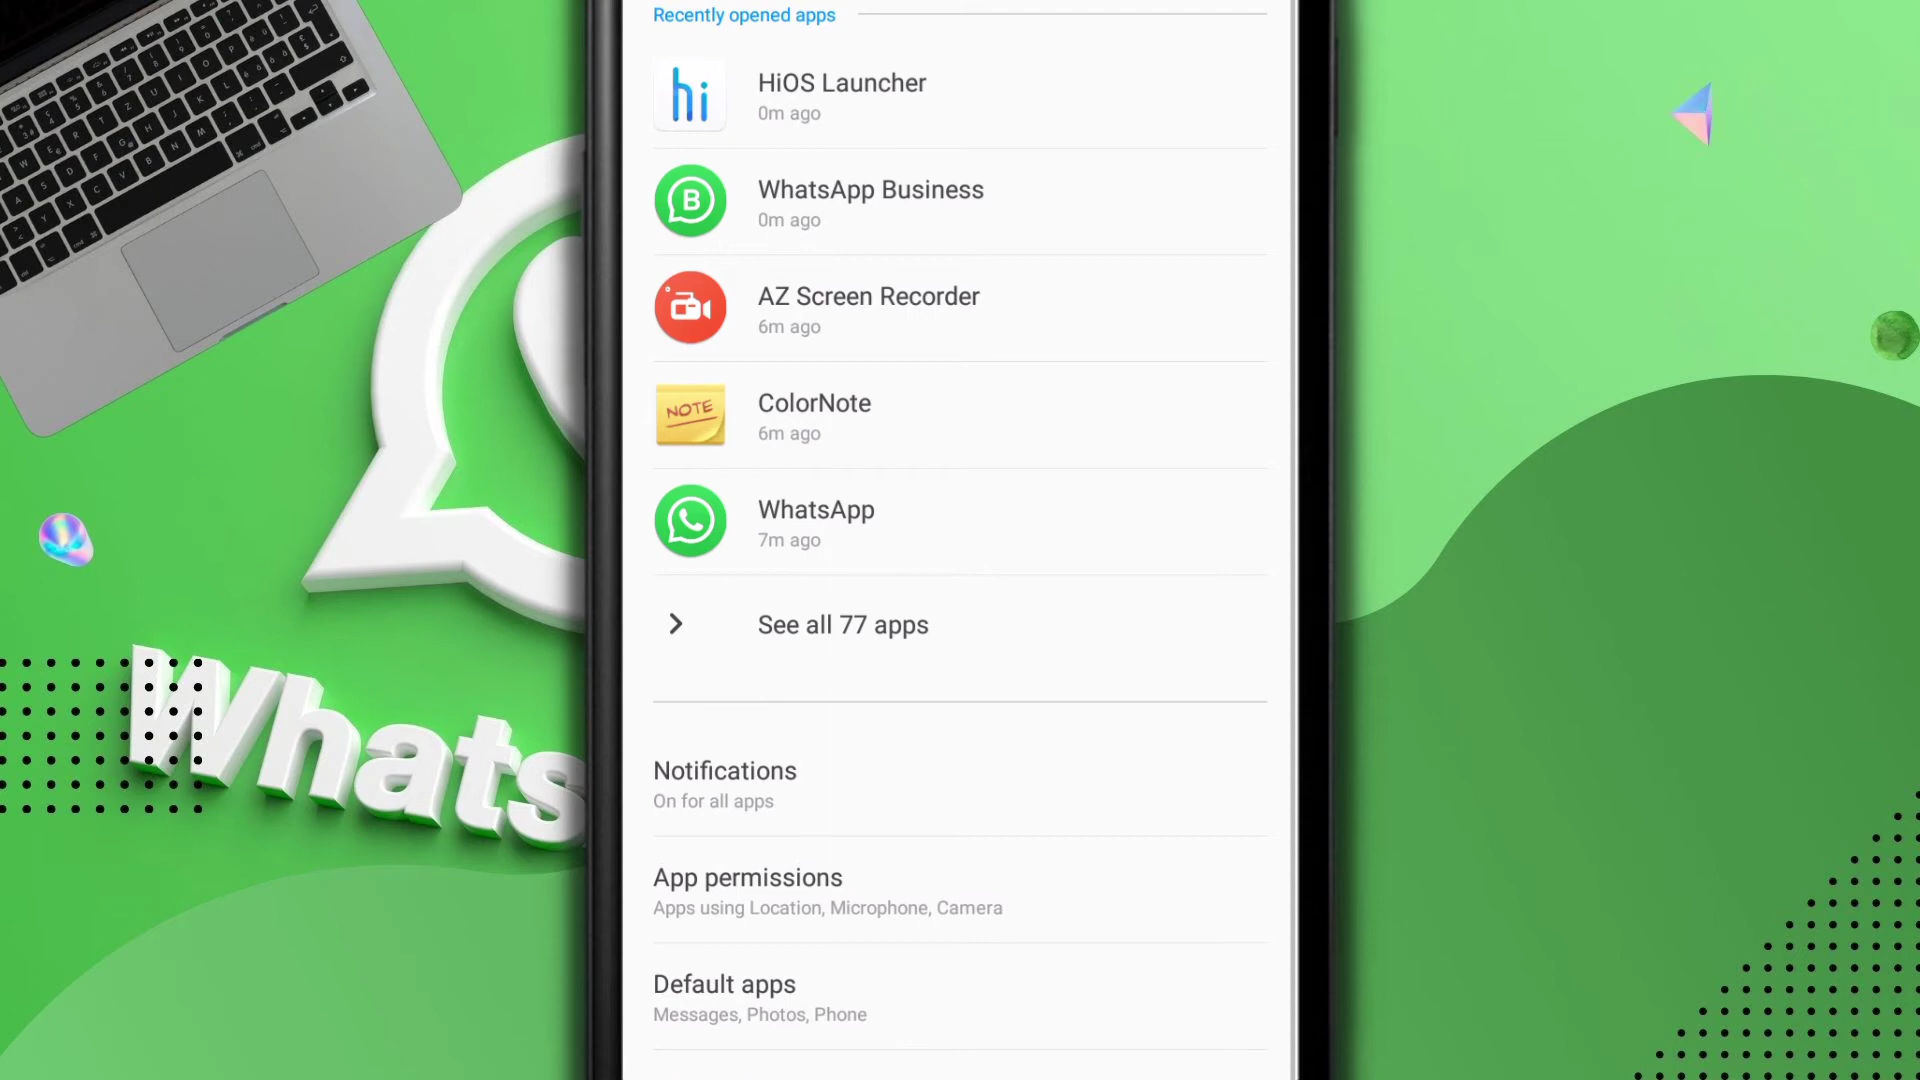 Recently opened apps
hi
HiOS Launcher
0m ago
B
WhatsApp Business
0m ago
AZ Screen Recorder
6m ago
NOTE
ColorNote
6m ago
WhatsApp
7m ago
See all 77 apps
Whats
Notifications
On for all apps
App permissions
Apps using Location, Microphone, Camera
Default apps
Messages, Photos, Phone